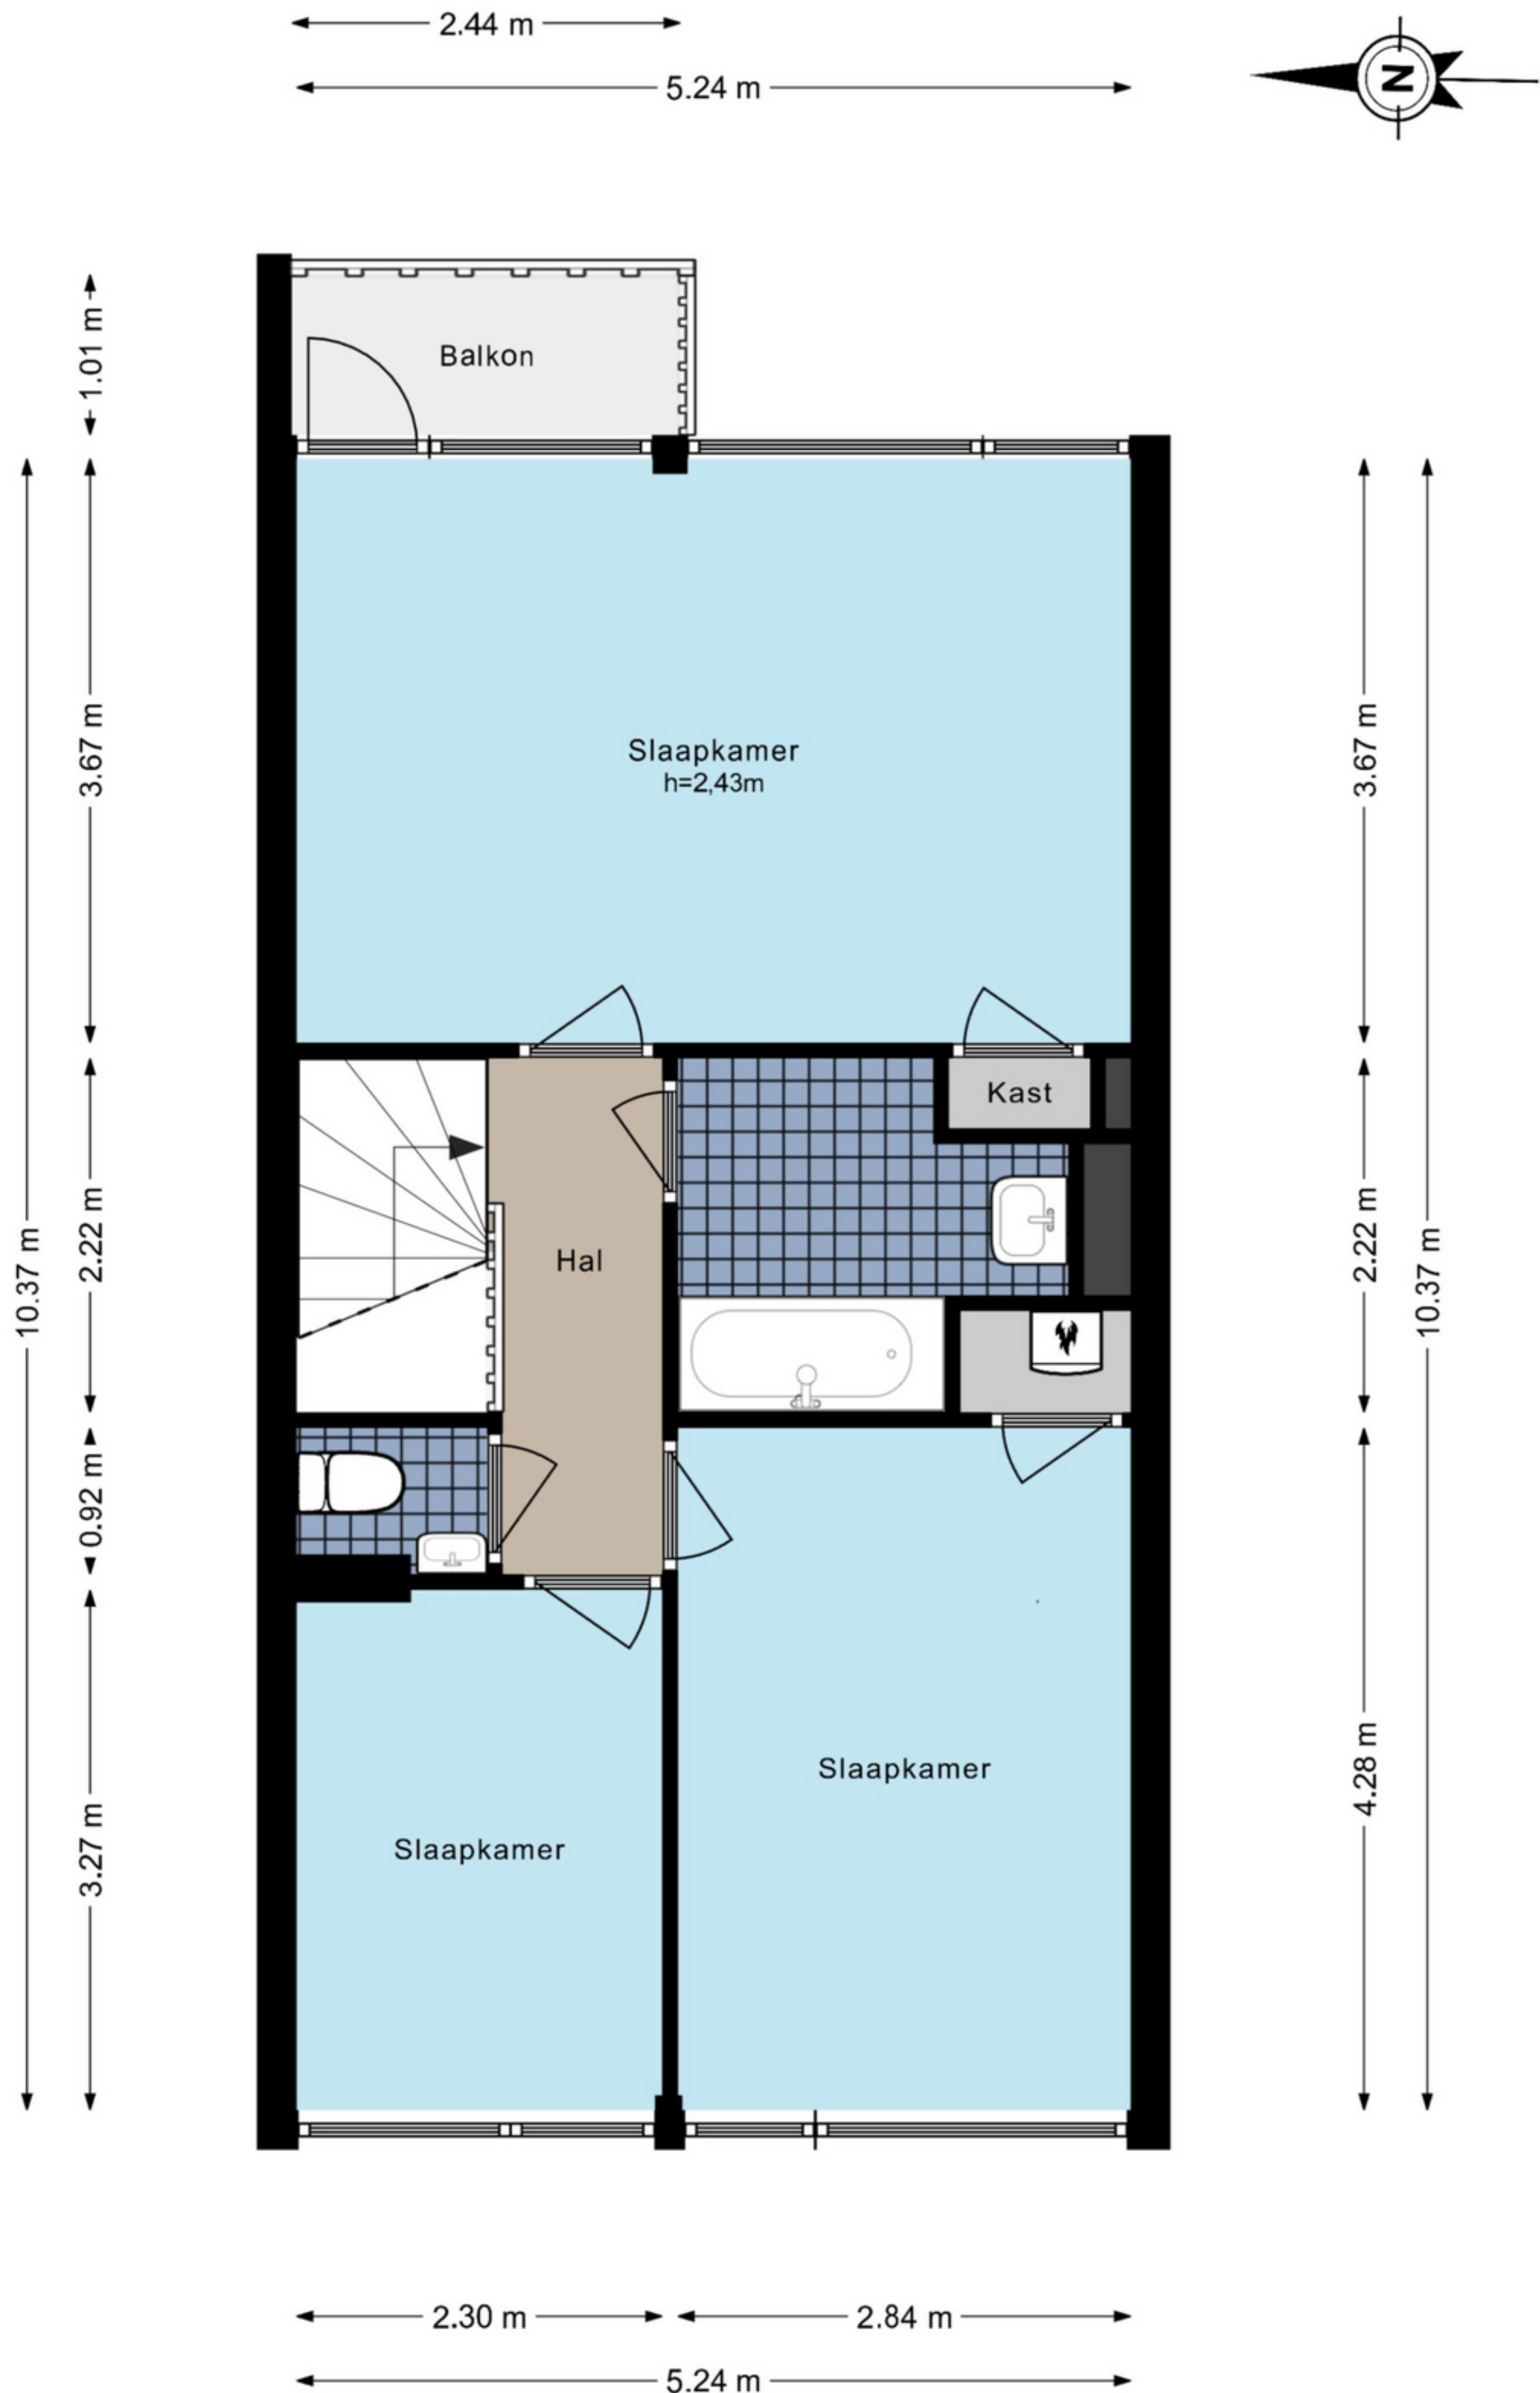 2.44 m
5.24 m
N
1.01 m
Balkon
3.67 m
3.67 m
Slaapkamer
h=2,43m
Kast
2.22 m
2.22 m
Hal
10.37 m
10.37 m
0.92 m
Slaapkamer
4.28 m
Slaapkamer
3.27 m
2.30 m
2.84 m
5.24 m